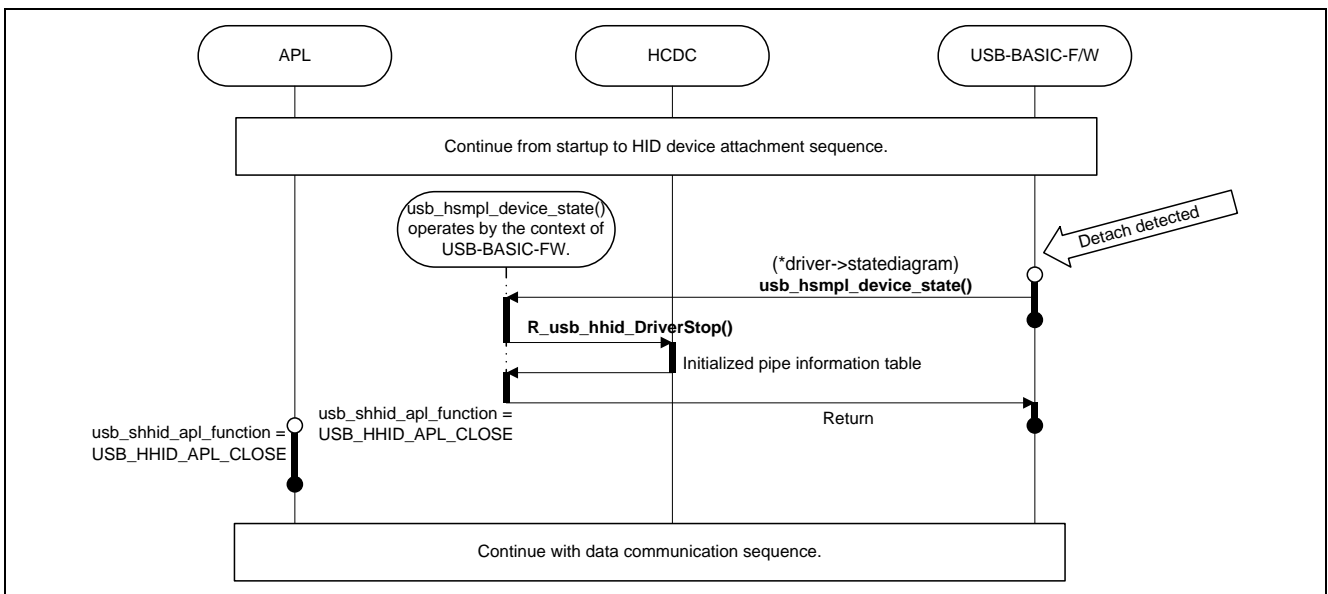 APL
HCDC
USB-BASIC-F/W
Continue from startup to HID device attachment sequence.
usb_hsmpl_device_state()
operates by the context of
USB-BASIC-FW.
Detach detected
(*driver->statediagram)
usb_hsmpl_device_state()
R_usb_hhid_DriverStop()
Initialized pipe information table
usb_shhid_apl_function =
USB_HHID_APL_CLOSE
Return
usb_shhid_apl_function =
USB_HHID_APL_CLOSE
Continue with data communication sequence.